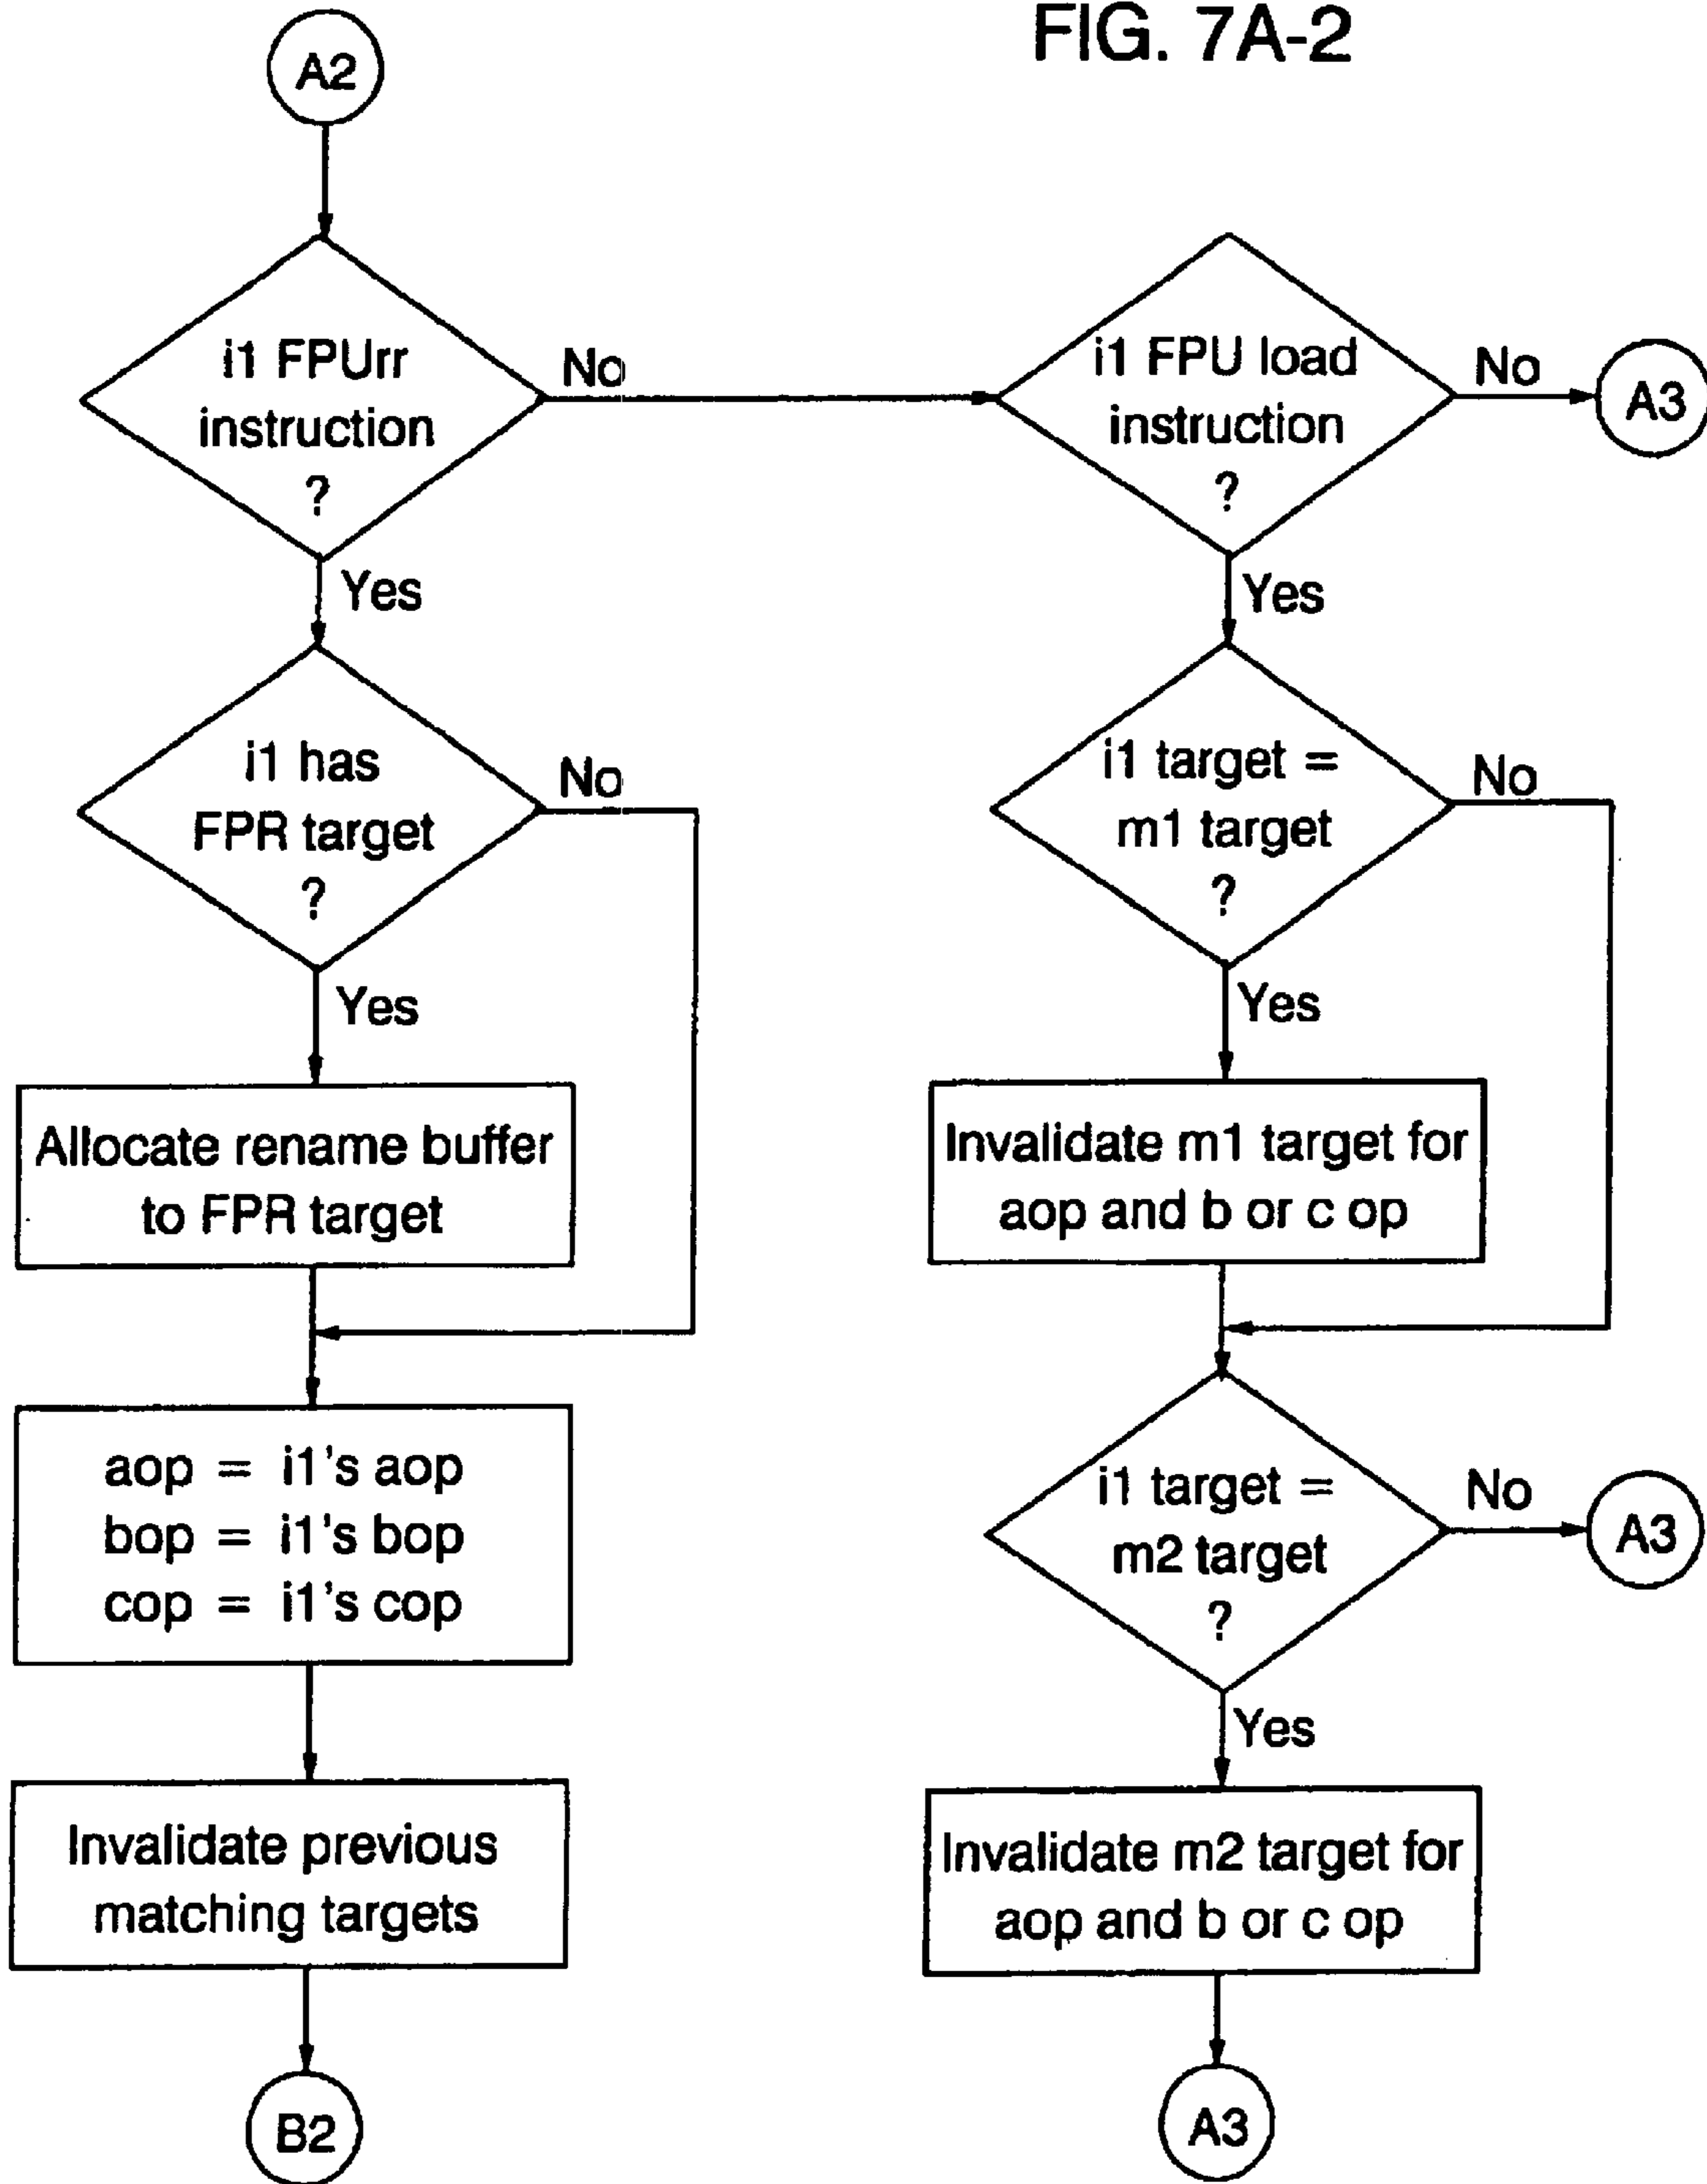 FIG. 7A-2
A2
i1 FPUrr
instruction
?
No
Yes
i1 FPU load
instruction
?
No
A3
Yes
i1 has
FPR target
?
No
Yes
i1 target =
m1 target
?
No
Yes
Allocate rename buffer
to FPR target
Invalidate m1 target for
aop and b or c op
aop = i1's aop
bop = i1's bop
cop = i1's cop
i1 target =
m2 target
?
No
A3
Yes
Invalidate previous
matching targets
Invalidate m2 target for
aop and b or c op
B2
A3